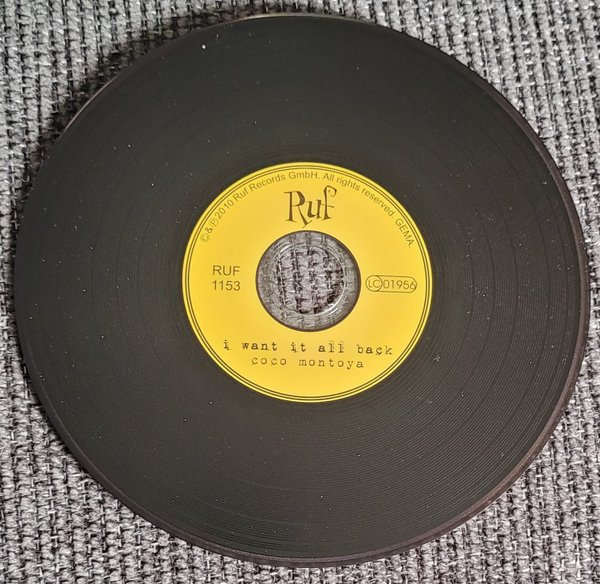 © & ℗ 2010 Ruf Records GmbH. All rights reserved. GEMA.
Ruf
RUF
1153
LC 01956
i want it all back
coco montoya